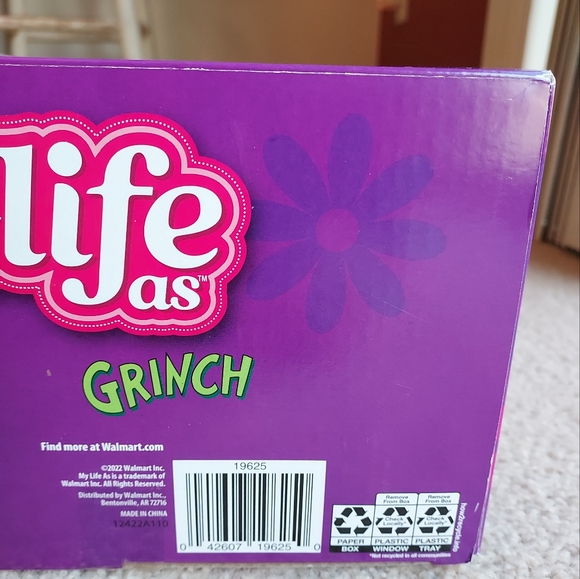 life
as™
GRINCH
Find more at Walmart.com
©2022 Walmart Inc.
My Life As is a trademark of
Walmart Inc. All Rights Reserved.
Distributed by Walmart Inc.,
Bentonville, AR 72716
MADE IN CHINA
12422A110
19625
0 42607 19625 0
Remove From Box
Remove From Box
Check Locally*
Check Locally*
PAPER
PLASTIC
PLASTIC
BOX
WINDOW
TRAY
*Not recycled in all communities
how2recycle.info